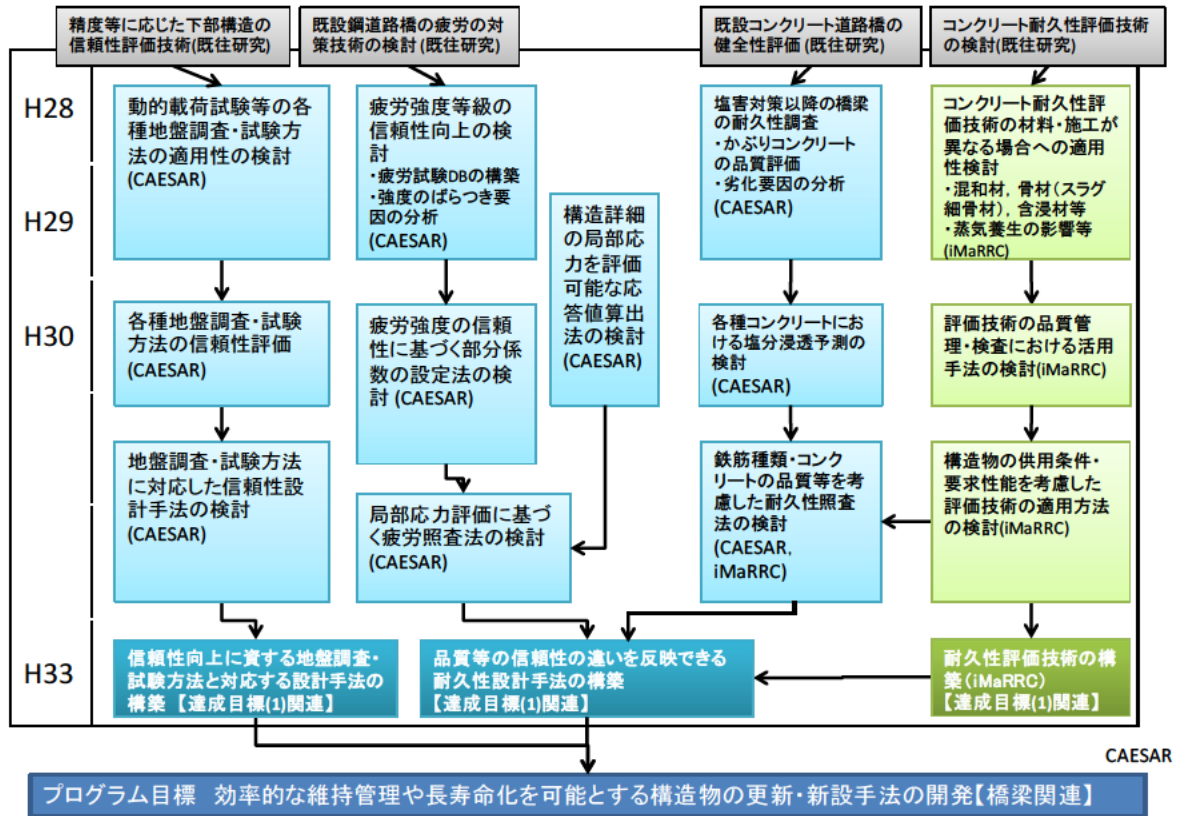 精度等に応じた下部構造の
信頼性評価技術(既往研究)
既設鋼道路橋の疲労の対
策技術の検討(既往研究)
既設コンクリート道路橋の
健全性評価(既往研究)
コンクリート耐久性評価技術
の検討(既往研究)
H28
H29
H30
H33
動的載荷試験等の各
種地盤調査・試験方
法の適用性の検討
(CAESAR)
各種地盤調査・試験
方法の信頼性評価
(CAESAR)
地盤調査・試験方法
に対応した信頼性設
計手法の検討
(CAESAR)
信頼性向上に資する地盤調査・
試験方法と対応する設計手法の
構築 【達成目標(1)関連】
疲労強度等級の
信頼性向上の検
討
・疲労試験DBの構築
・強度のばらつき要
因の分析
(CAESAR)
疲労強度の信頼
性に基づく部分係
数の設定法の検
討 (CAESAR)
構造詳細
の局部応
力を評価
可能な応
答値算出
法の検討
(CAESAR)
局部応力評価に基づ
く疲労照査法の検討
(CAESAR)
塩害対策以降の橋梁
の耐久性調査
・かぶりコンクリート
の品質評価
・劣化要因の分析
(CAESAR)
各種コンクリートにお
ける塩分浸透予測の
検討
(CAESAR)
鉄筋種類・コンク
リートの品質等を考
慮した耐久性照査
法の検討
(CAESAR,
iMaRRC)
品質等の信頼性の違いを反映できる
耐久性設計手法の構築
【達成目標(1)関連】
コンクリート耐久性評
価技術の材料・施工が
異なる場合への適用
性検討
・混和材，骨材(スラグ
細骨材)，含浸材等
・蒸気養生の影響等
(iMaRRC)
評価技術の品質管
理・検査における活用
手法の検討(iMaRRC)
構造物の供用条件・
要求性能を考慮した
評価技術の適用方法
の検討(iMaRRC)
耐久性評価技術の構
築(iMaRRC)
【達成目標(1)関連】
CAESAR
プログラム目標 効率的な維持管理や長寿命化を可能とする構造物の更新・新設手法の開発【橋梁関連】